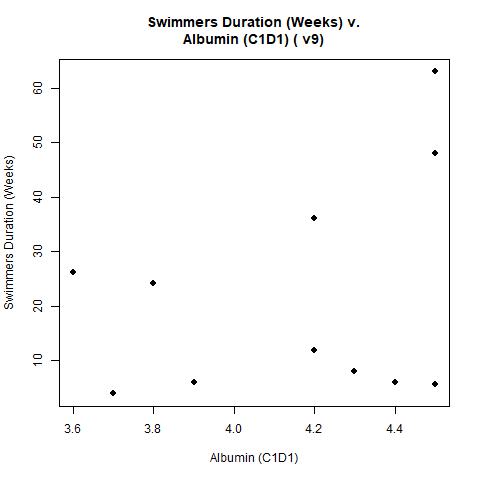 Swimmers Duration (Weeks) v.
Albumin (C1D1) ( v9)
Swimmers Duration (Weeks)
60
50
40
30
20
10
3.6 3.8 4.0 4.2 4.4
Albumin (C1D1)